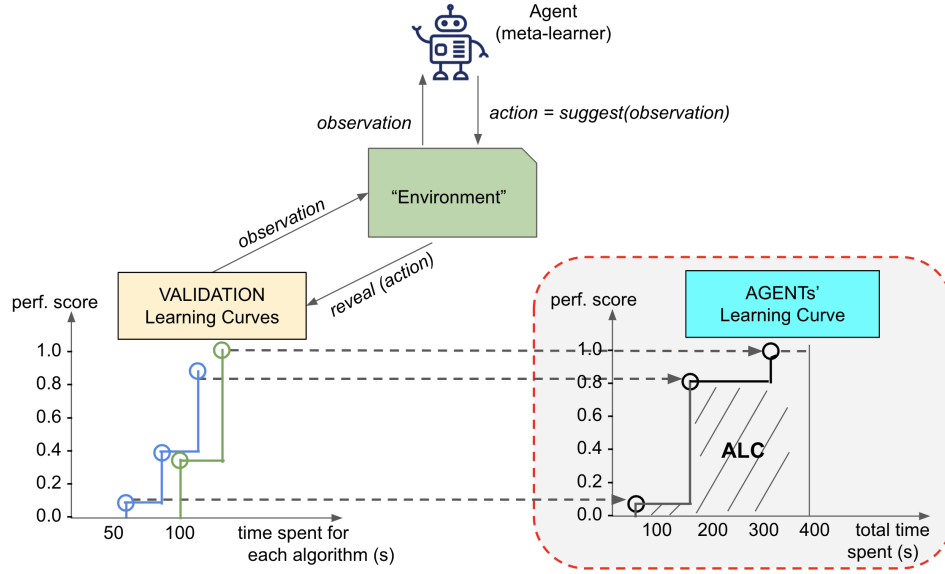 Agent
(meta-learner)
observation
action = suggest(observation)
“Environment”
observation
reveal (action)
VALIDATION
Learning Curves
perf. score
1.0
0.8
0.6
0.4
0.2
0.0
50
100
time spent for
each algorithm (s)
AGENTs’
Learning Curve
perf. score
1.0
0.8
0.6
0.4
0.2
0.0
ALC
100
200
300
400
total time
spent (s)